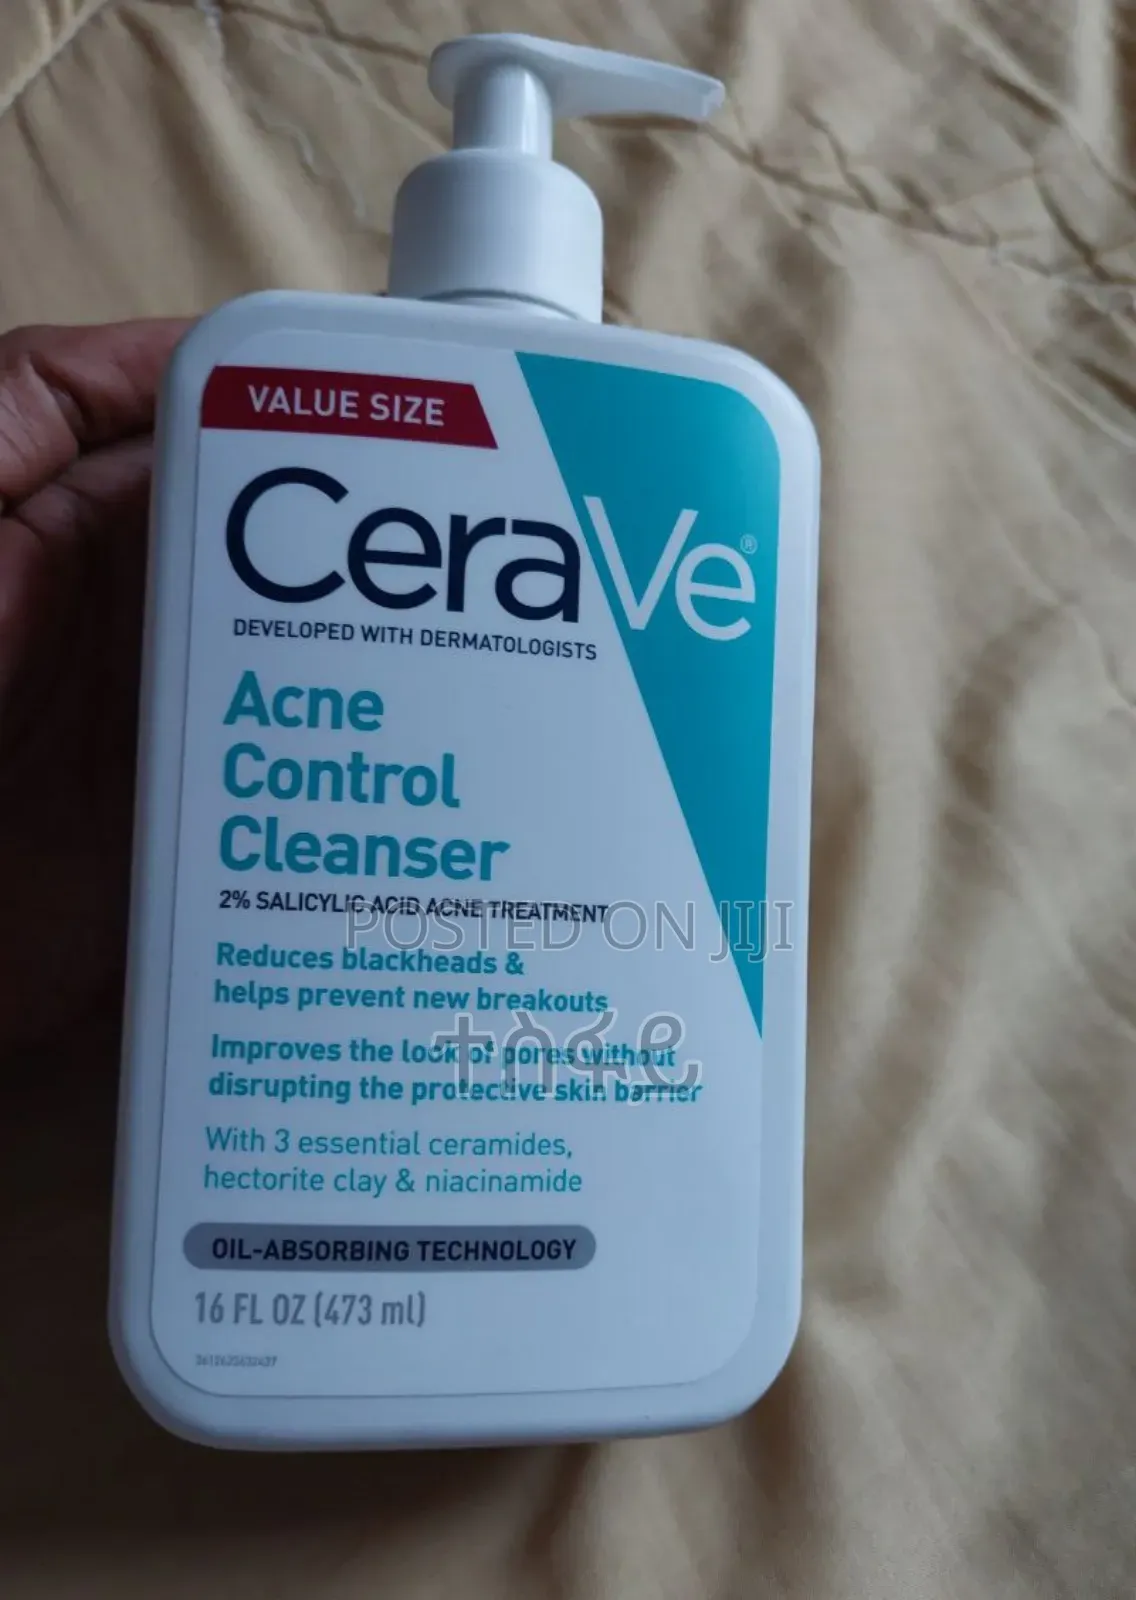 VALUE SIZE
CeraVe®
DEVELOPED WITH DERMATOLOGISTS
Acne
Control
Cleanser
2% SALICYLIC ACID ACNE TREATMENT
POSTED ON JIJI
Reduces blackheads &
helps prevent new breakouts
ተስፋይ
Improves the look of pores without
disrupting the protective skin barrier
With 3 essential ceramides,
hectorite clay & niacinamide
OIL-ABSORBING TECHNOLOGY
16 FL OZ (473 ml)